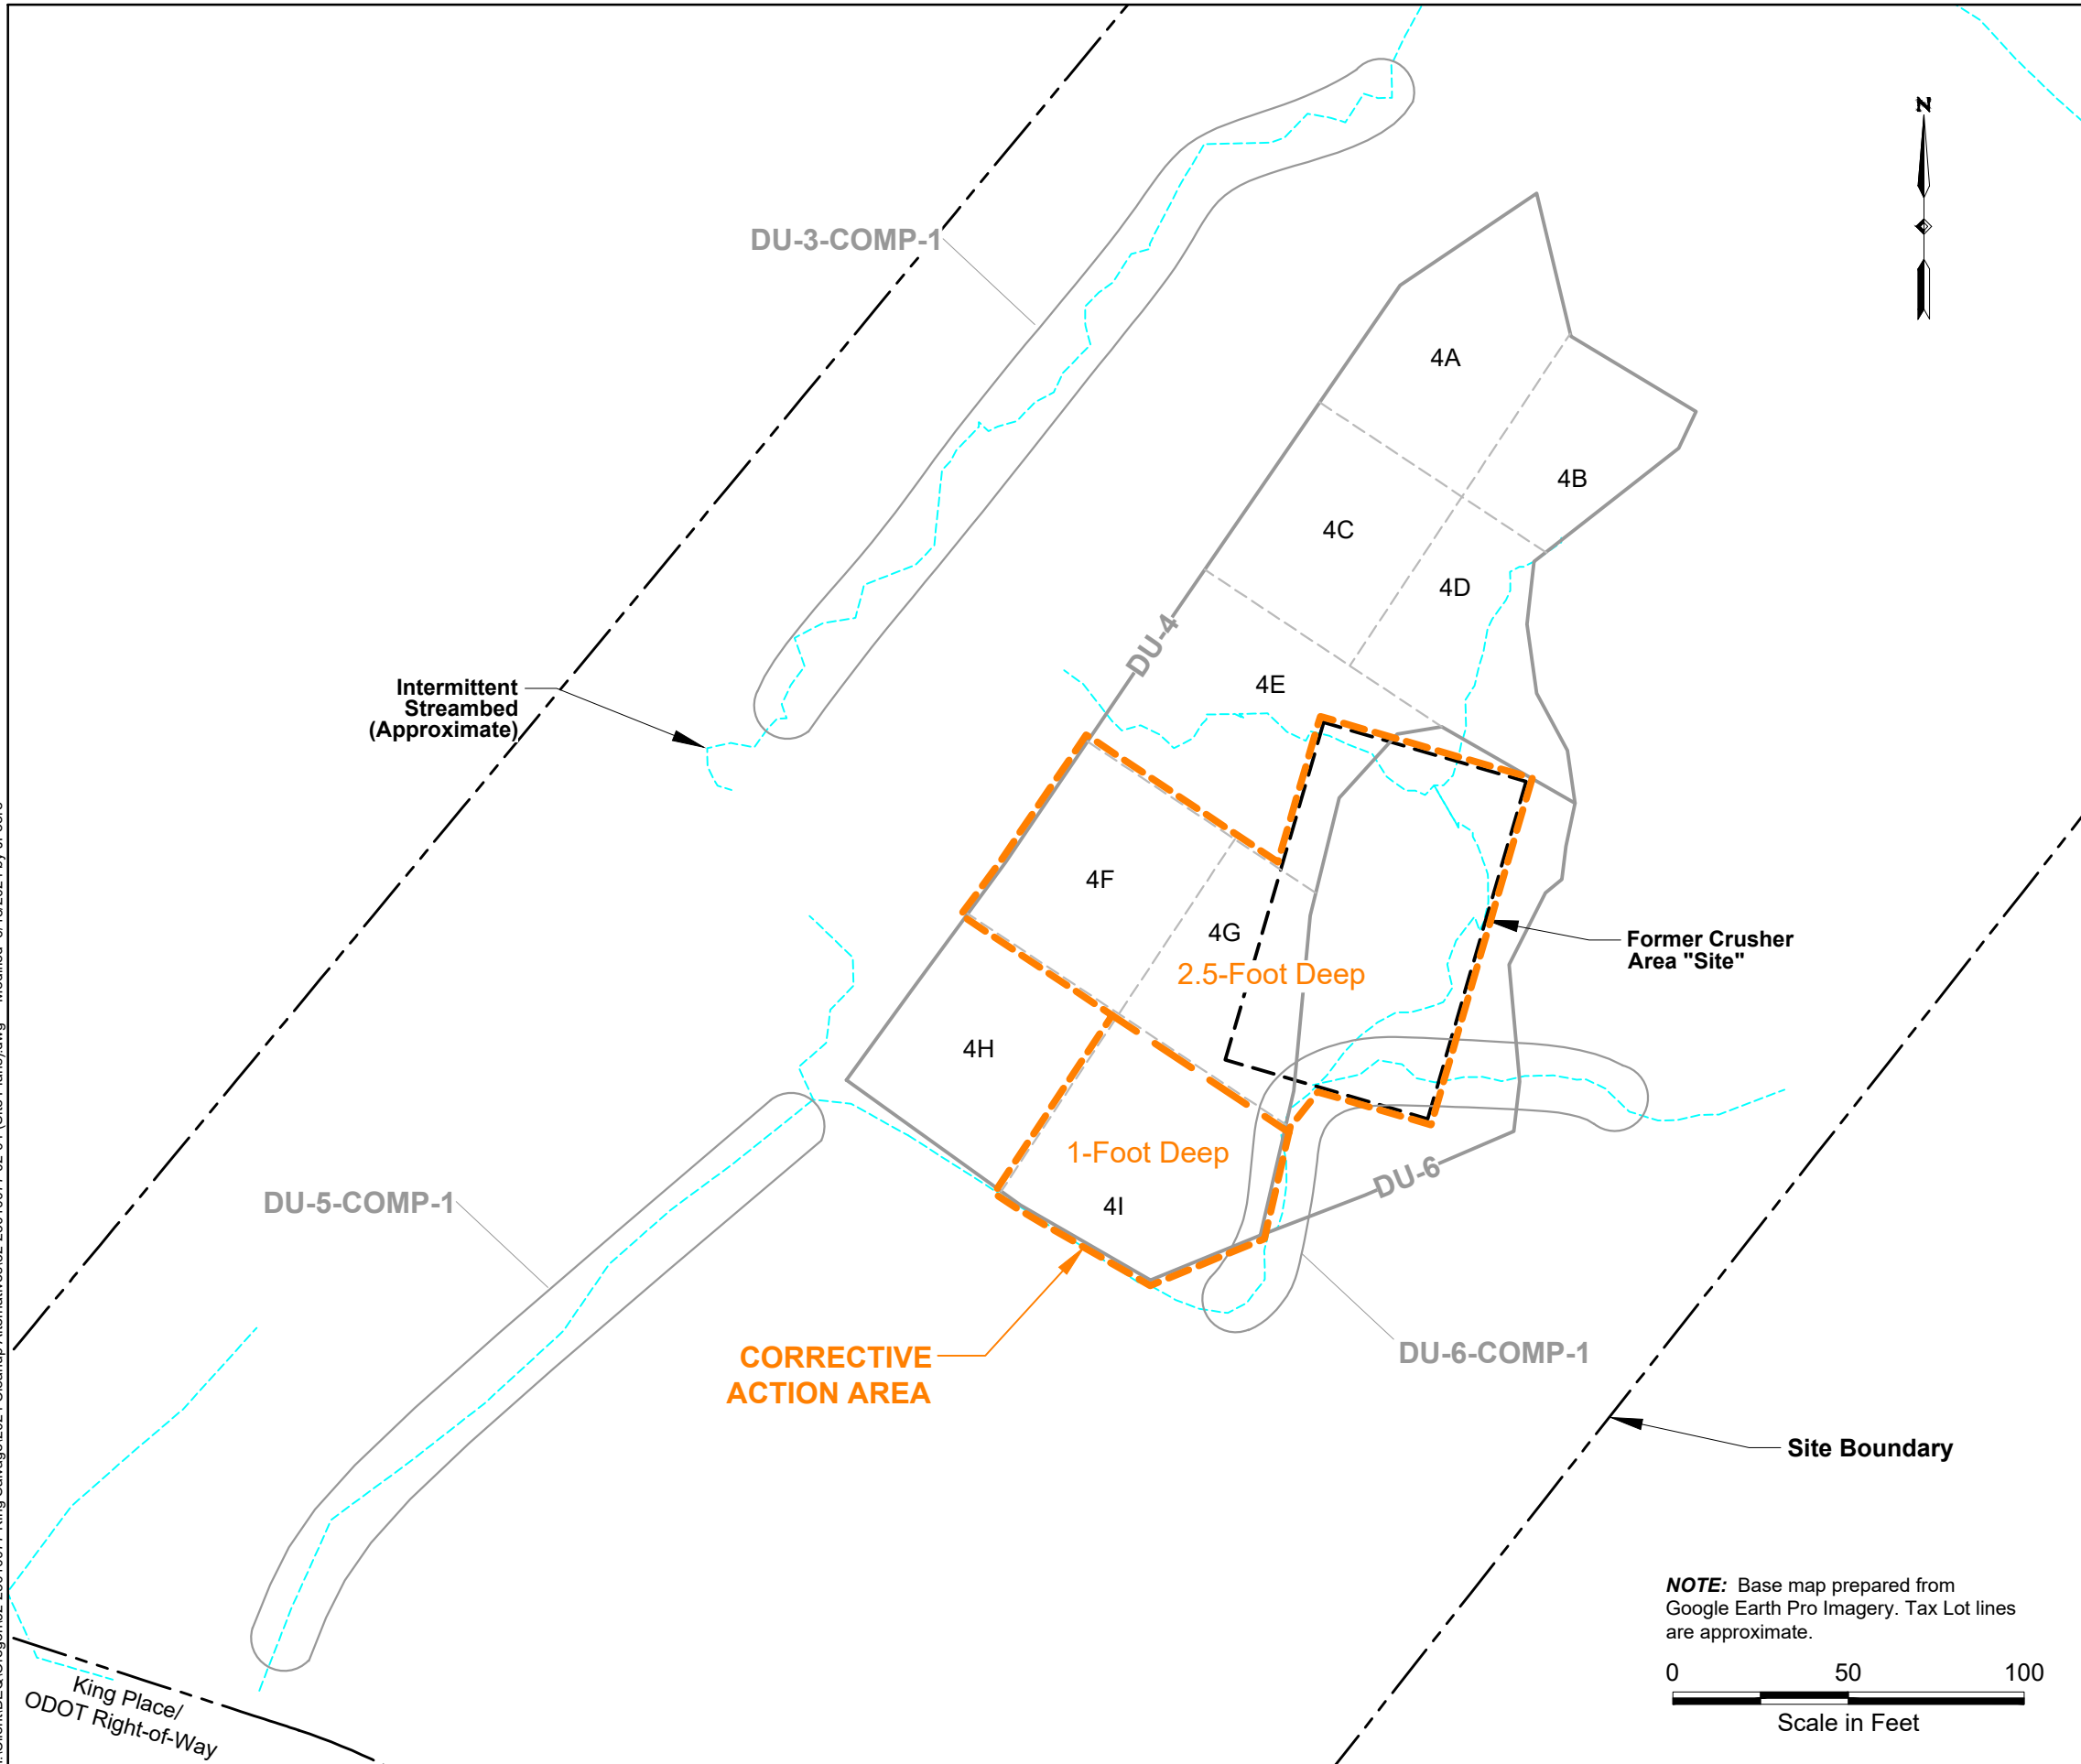 N
DU-3-COMP-1
4A
4B
4C
4D
DU-4
4E
Intermittent
Streambed
(Approximate)
4F
4G
2.5-Foot Deep
Former Crusher
Area "Site"
4H
1-Foot Deep
4I
DU-6
DU-5-COMP-1
CORRECTIVE
ACTION AREA
DU-6-COMP-1
Site Boundary
NOTE: Base map prepared from
Google Earth Pro Imagery. Tax Lot lines
are approximate.
0 50 100
Scale in Feet
King Place/
ODOT Right-of-Way